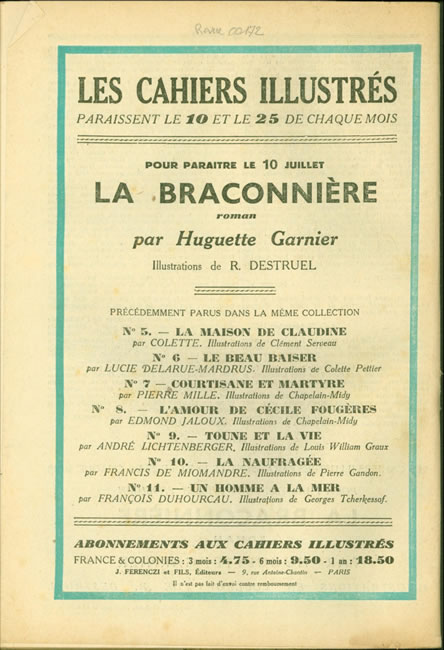 LES CAHIERS ILLUSTRÉS
PARAISSENT LE 10 ET LE 25 DE CHAQUE MOIS
POUR PARAITRE LE 10 JUILLET
LA BRACONNIÈRE
roman
par Huguette Garnier
Illustrations de R. DESTRUEL
PRÉCÉDEMMENT PARUS DANS LA MÊME COLLECTION
N° 5. — LA MAISON DE CLAUDINE
par COLETTE. Illustrations de Clément Serveau
N° 6 — LE BEAU BAISER
par LUCIE DELARUE-MARDRUS. Illustrations de Colette Pettier
N° 7 — COURTISANE ET MARTYRE
par PIERRE MILLE. Illustrations de Chapelain-Midy
N° 8. — L'AMOUR DE CÉCILE FOUGÈRES
par EDMOND JALOUX. Illustrations de Chapelain-Midy
N° 9. — TOUNE ET LA VIE
par ANDRÉ LICHTENBERGER, Illustrations de Louis William Graux
N° 10. — LA NAUFRAGÉE
par FRANCIS DE MIOMANDRE. Illustrations de Pierre Gandon.
N° 11. — UN HOMME A LA MER
par FRANÇOIS DUHOURCAU. Illustrations de Georges Tcherkessof.
ABONNEMENTS AUX CAHIERS ILLUSTRÉS
FRANCE & COLONIES : 3 mois : 4.75 - 6 mois : 9.50 - 1 an : 18.50
J. FERENCZI et FILS, Éditeurs — 9, rue Antoine-Chantin — PARIS
Il n'est pas fait d'envoi contre remboursement